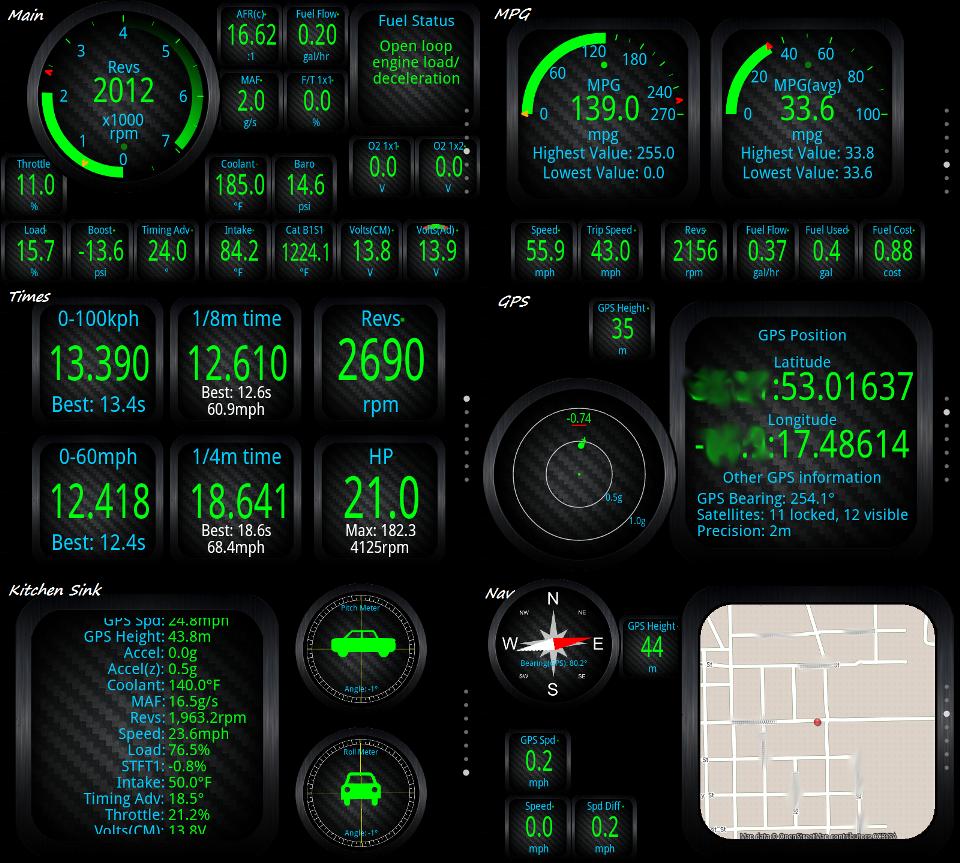 Main
4
3
5
2
6
1
7
0
Revs
2012
x1000
rpm
AFR(c)
16.62
:1
Fuel Flow
0.20
gal/hr
Fuel Status
Open loop
engine load/
deceleration
MAF
2.0
g/s
F/T 1x1
0.0
%
Throttle
11.0
%
Coolant
185.0
°F
Baro
14.6
psi
O2 1x1
0.0
V
O2 1x2
0.0
V
Load
15.7
%
Boost
-13.6
psi
Timing Adv
24.0
°
Intake
84.2
°F
Cat B1S1
1224.1
°F
Volts(CM)
13.8
V
Volts(Ad)
13.9
V
MPG
0
60
120
180
240
270
MPG
139.0
mpg
Highest Value: 255.0
Lowest Value: 0.0
0
20
40
60
80
100
MPG(avg)
33.6
mpg
Highest Value: 33.8
Lowest Value: 33.6
Speed
55.9
mph
Trip Speed
43.0
mph
Revs
2156
rpm
Fuel Flow
0.37
gal/hr
Fuel Used
0.4
gal
Fuel Cost
0.88
cost
Times
0-100kph
13.390
Best: 13.4s
1/8m time
12.610
Best: 12.6s
60.9mph
Revs
2690
rpm
0-60mph
12.418
Best: 12.4s
1/4m time
18.641
Best: 18.6s
68.4mph
HP
21.0
Max: 182.3
4125rpm
GPS
GPS Height
35
m
-0.74
0.5g
1.0g
GPS Position
Latitude
:53.01637
Longitude
:17.48614
Other GPS information
GPS Bearing: 254.1°
Satellites: 11 locked, 12 visible
Precision: 2m
Kitchen Sink
GPS Spd: 24.8mph
GPS Height: 43.8m
Accel: 0.0g
Accel(z): 0.5g
Coolant: 140.0°F
MAF: 16.5g/s
Revs: 1,963.2rpm
Speed: 23.6mph
Load: 76.5%
STFT1: -0.8%
Intake: 50.0°F
Timing Adv: 18.5°
Throttle: 21.2%
Volts(CM): 13.8V
Pitch Meter
Angle: -1°
Roll Meter
Angle: -1°
Nav
N
NW
NE
W
E
SW
SE
S
Bearing(GPS): 80.2°
GPS Height
44
m
GPS Spd
0.2
mph
Speed
0.0
mph
Spd Diff
0.2
mph
St
St
St
St
Map data © OpenStreetMap contributors